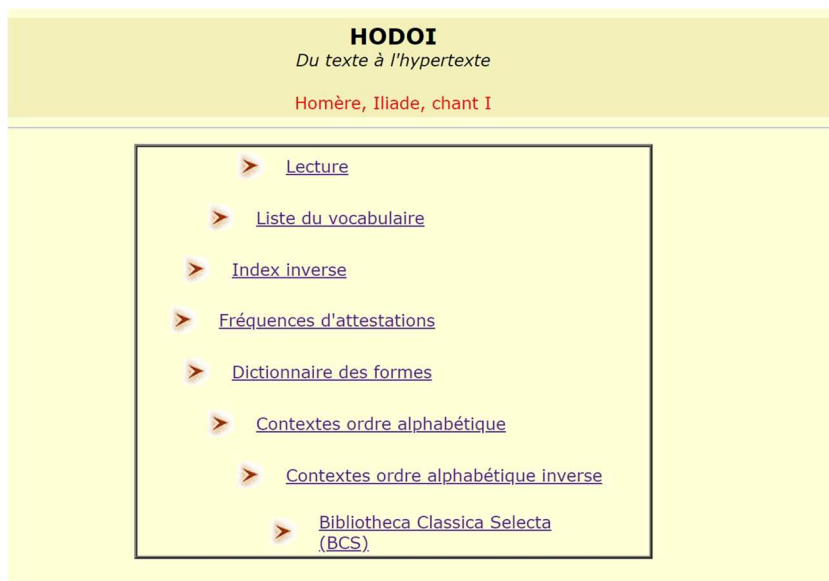 HODOI
Du texte à l'hypertexte
Homère, Iliade, chant I
Lecture
Liste du vocabulaire
Index inverse
Fréquences d'attestations
Dictionnaire des formes
Contextes ordre alphabétique
Contextes ordre alphabétique inverse
Bibliotheca Classica Selecta
(BCS)